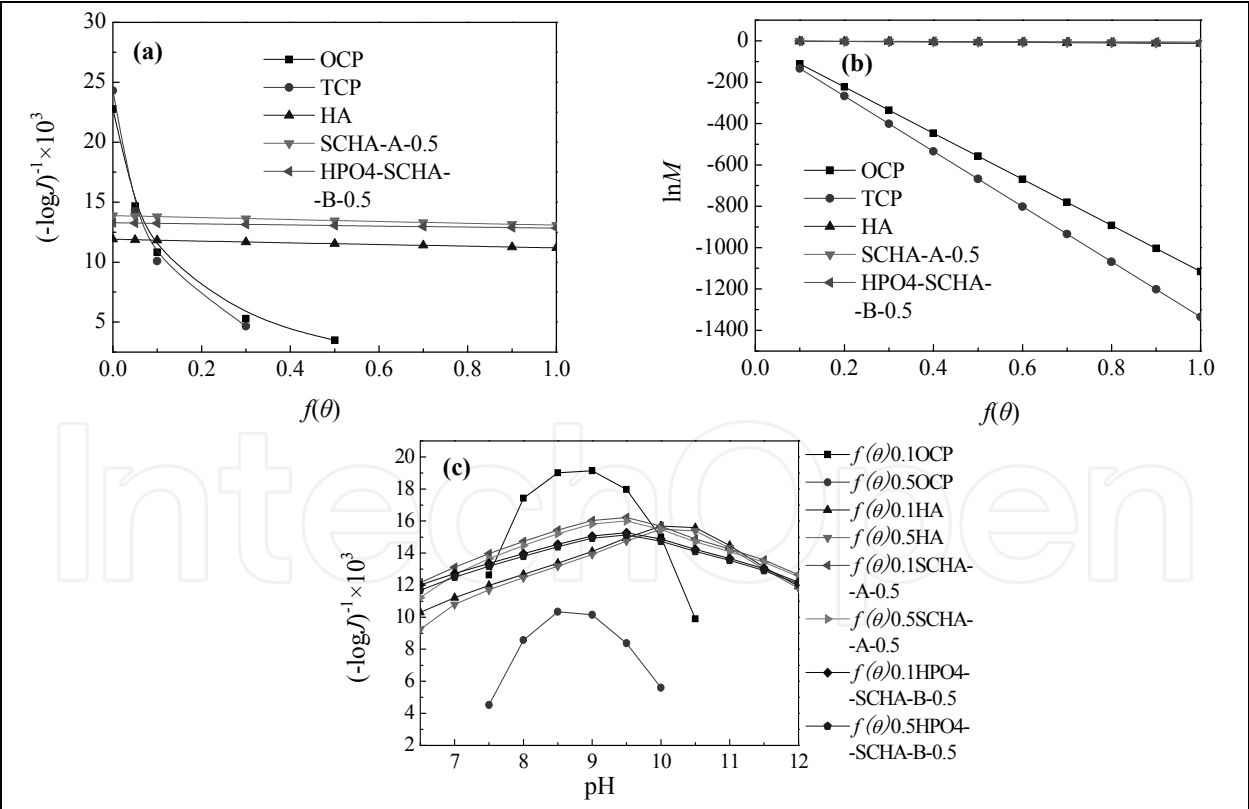 (a)
30
25
20
15
10
5
0.0 0.2 0.4 0.6 0.8 1.0
(-logJ)⁻¹×10³
f(θ)
OCP
TCP
HA
SCHA-A-0.5
HPO4-SCHA-
-B-0.5
(b)
0
-200
-400
-600
-800
-1000
-1200
-1400
0.0 0.2 0.4 0.6 0.8 1.0
lnM
f(θ)
OCP
TCP
HA
SCHA-A-0.5
HPO4-SCHA-
-B-0.5
(c)
20
18
16
14
12
10
8
6
4
2
7 8 9 10 11 12
(-logJ)⁻¹×10³
pH
f(θ)0.1OCP
f(θ)0.5OCP
f(θ)0.1HA
f(θ)0.5HA
f(θ)0.1SCHA-
-A-0.5
f(θ)0.5SCHA-
-A-0.5
f(θ)0.1HPO4-
-SCHA-B-0.5
f(θ)0.5HPO4-
-SCHA-B-0.5
IntechOpen